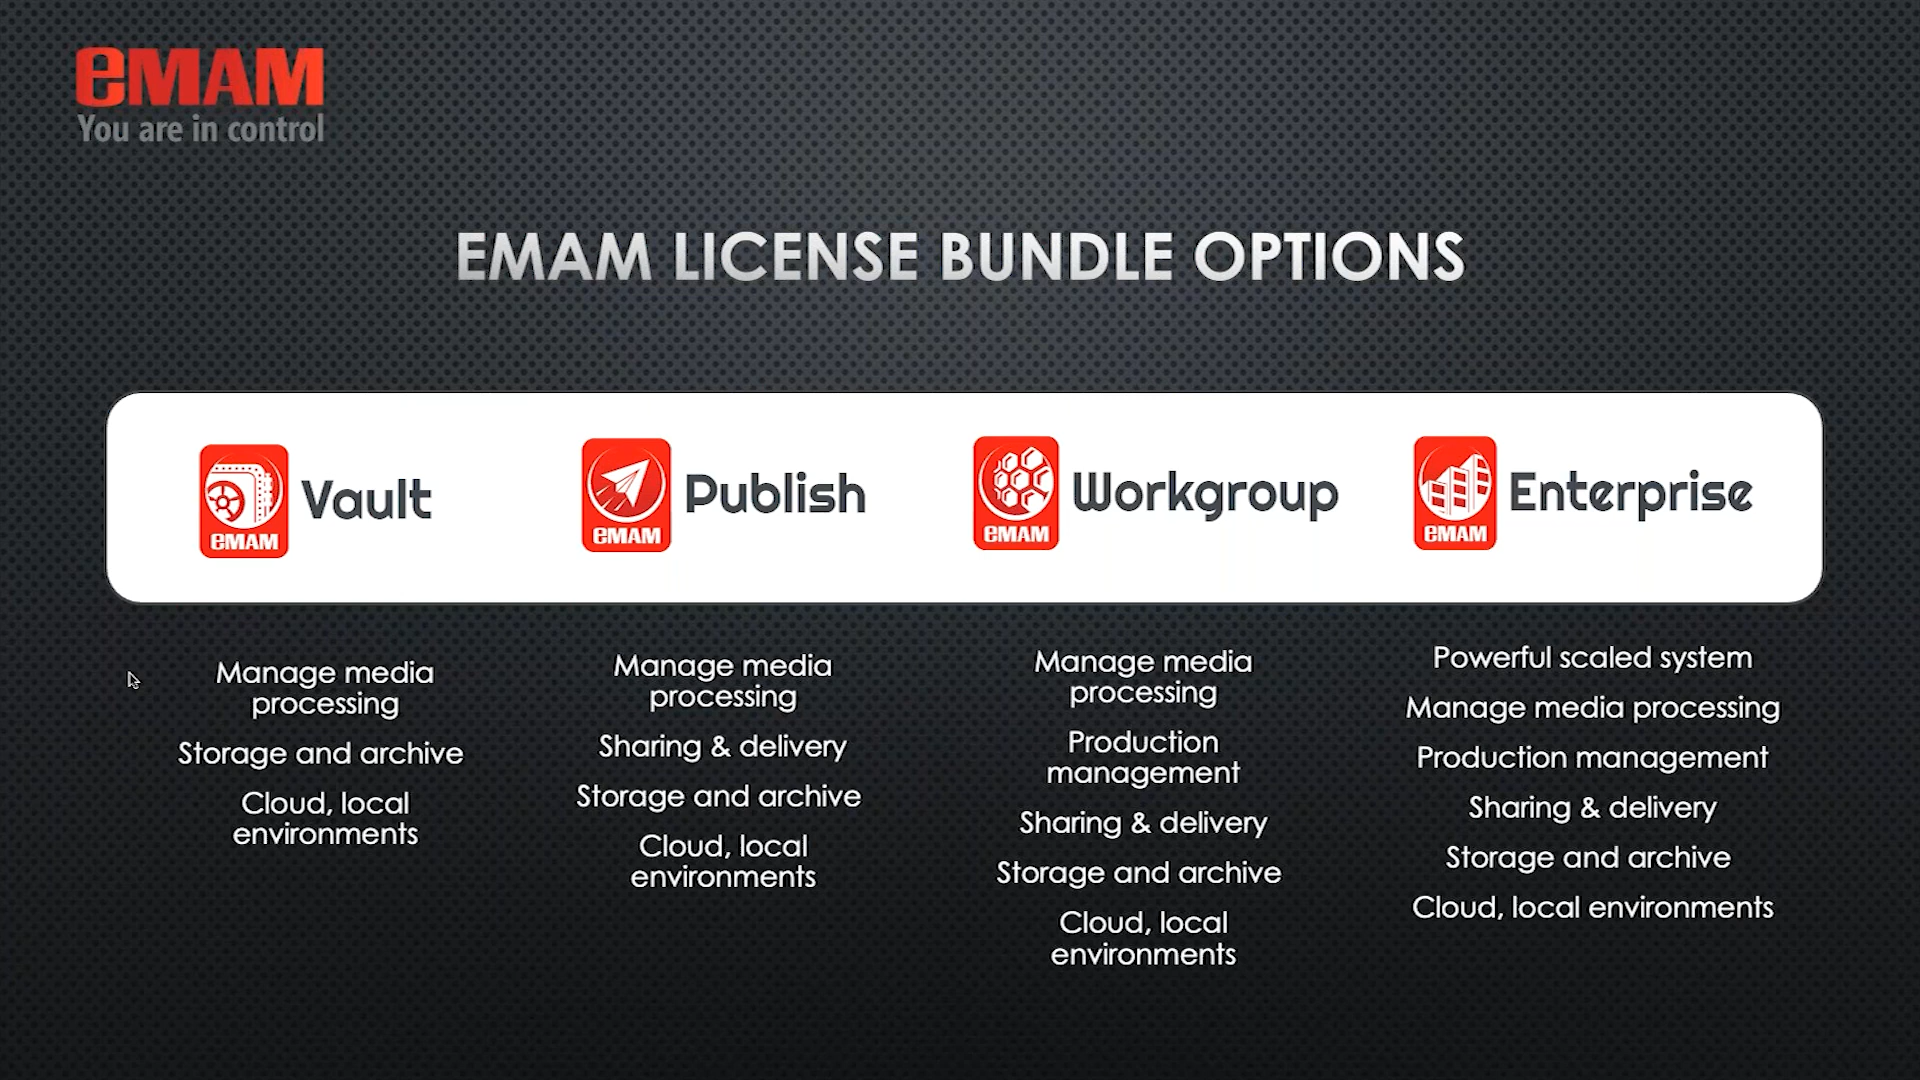 eMAM
You are in control
EMAM LICENSE BUNDLE OPTIONS
eMAM
Vault
eMAM
Publish
eMAM
Workgroup
eMAM
Enterprise
Manage media
processing
Storage and archive
Cloud, local
environments
Manage media
processing
Sharing & delivery
Storage and archive
Cloud, local
environments
Manage media
processing
Production
management
Sharing & delivery
Storage and archive
Cloud, local
environments
Powerful scaled system
Manage media processing
Production management
Sharing & delivery
Storage and archive
Cloud, local environments